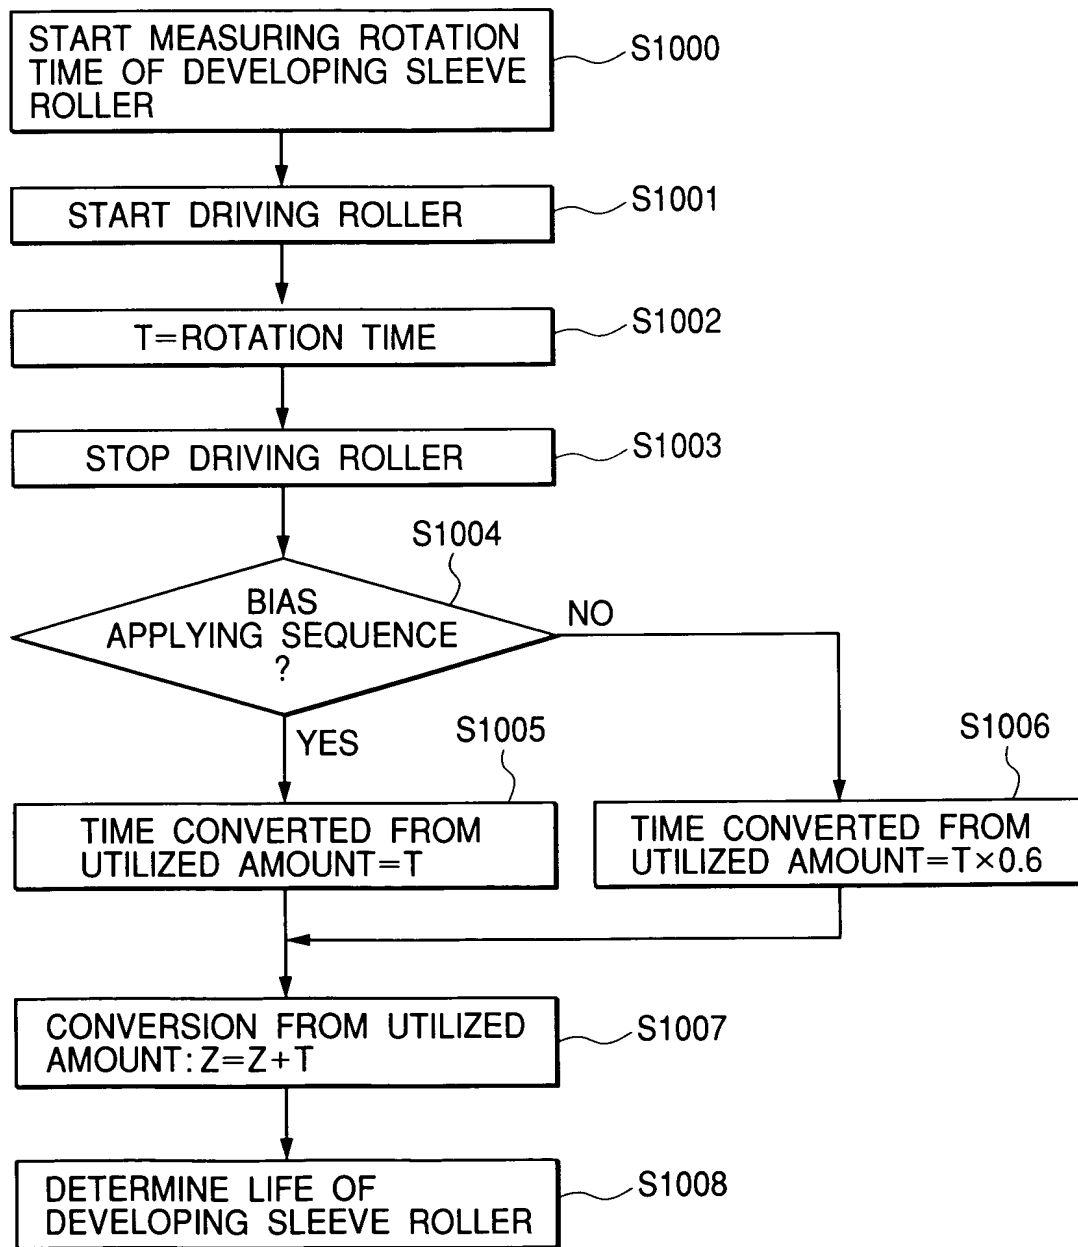 START MEASURING ROTATION
TIME OF DEVELOPING SLEEVE
ROLLER
S1000
START DRIVING ROLLER
S1001
T=ROTATION TIME
S1002
STOP DRIVING ROLLER
S1003
S1004
BIAS
APPLYING SEQUENCE
?
NO
YES
S1005
TIME CONVERTED FROM
UTILIZED AMOUNT=T
S1006
TIME CONVERTED FROM
UTILIZED AMOUNT=T×0.6
CONVERSION FROM UTILIZED
AMOUNT:Z=Z+T
S1007
DETERMINE LIFE OF
DEVELOPING SLEEVE ROLLER
S1008